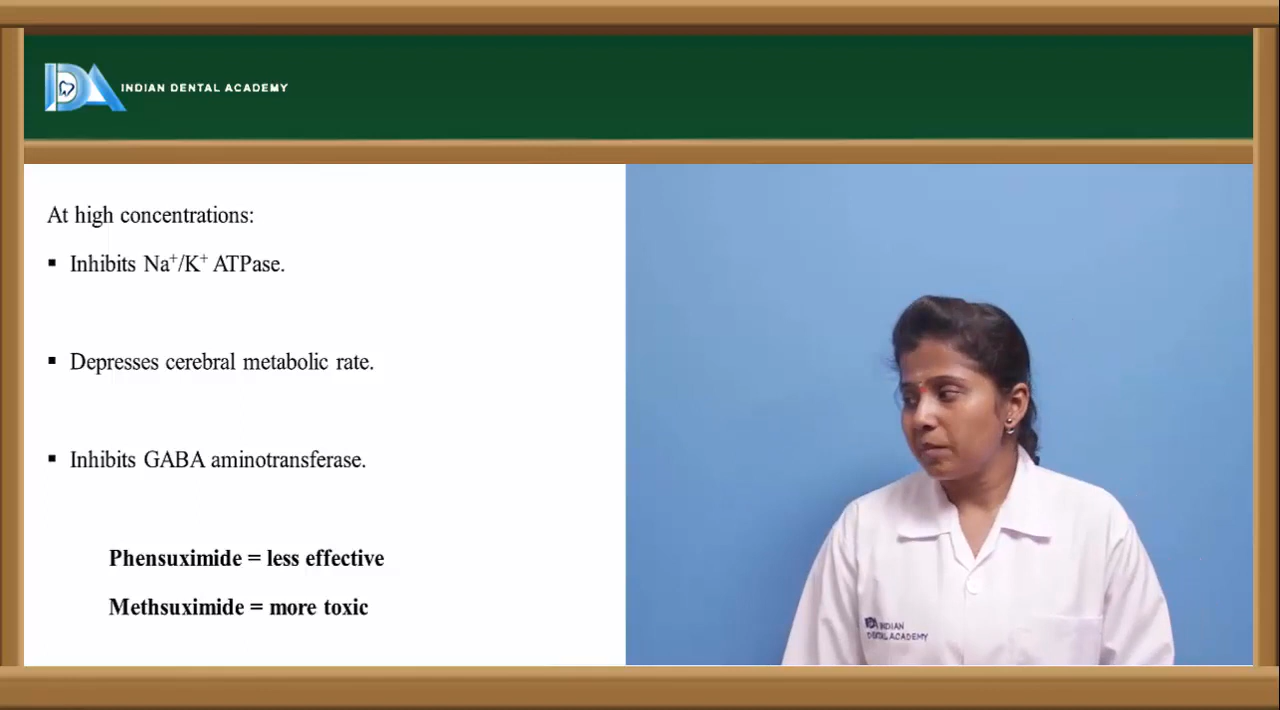 INDIAN DENTAL ACADEMY
At high concentrations:
▪ Inhibits Na⁺/K⁺ ATPase.
▪ Depresses cerebral metabolic rate.
▪ Inhibits GABA aminotransferase.
Phensuximide = less effective
Methsuximide = more toxic
IDA INDIAN
DENTAL ACADEMY